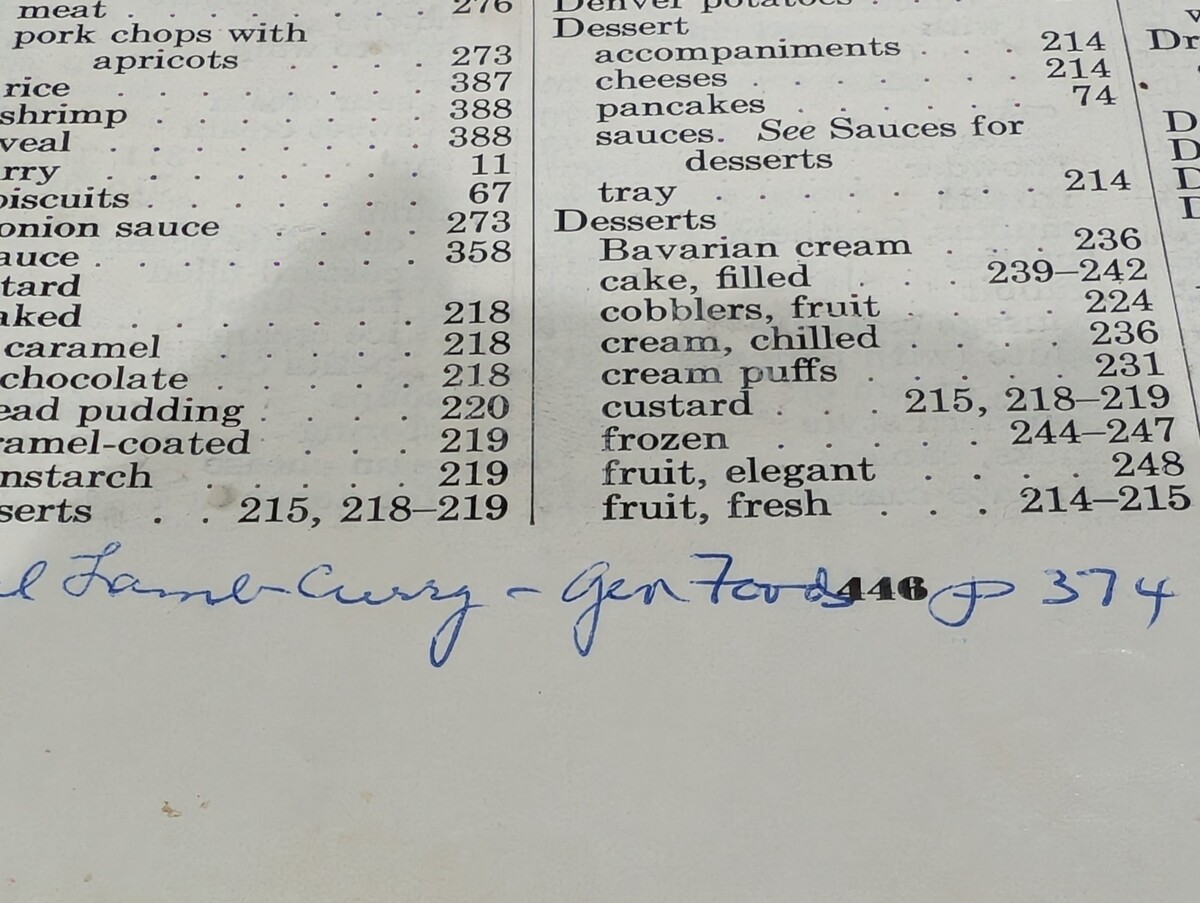 meat . . . . . . . 276
pork chops with
apricots . . . . 273
rice . . . . . . . 387
shrimp . . . . . . . 388
veal . . . . . . . . 388
rry . . . . . . . . 11
biscuits . . . . . . 67
onion sauce . . . . 273
auce . . . . . . . . 358
tard
aked . . . . . . . 218
caramel . . . . . 218
chocolate . . . . . 218
ead pudding . . . . 220
ramel-coated . . . 219
nstarch . . . . . 219
serts . . 215, 218–219
Denver potatoes . .
Dessert
accompaniments . . . 214
cheeses . . . . . . 214
pancakes . . . . . . 74
sauces. See Sauces for
desserts
tray . . . . . . . 214
Desserts
Bavarian cream . . . 236
cake, filled . . . 239–242
cobblers, fruit . . . . 224
cream, chilled . . . . 236
cream puffs . . . . . 231
custard . . . 215, 218–219
frozen . . . . . 244–247
fruit, elegant . . . . 248
fruit, fresh . . . 214–215
Dr
D
D
D
D
Lamb Curry - Gen Foods p 374
446